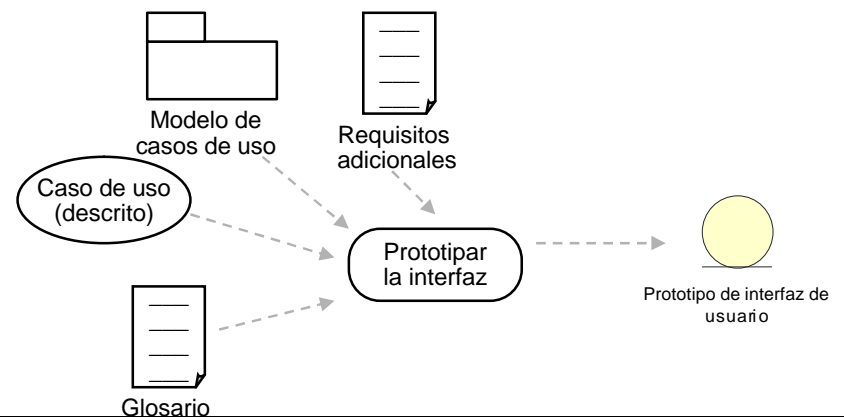 Modelo de
casos de uso
Requisitos
adicionales
Caso de uso
(descrito)
Prototipar
la interfaz
Prototipo de interfaz de
usuario
Glosario